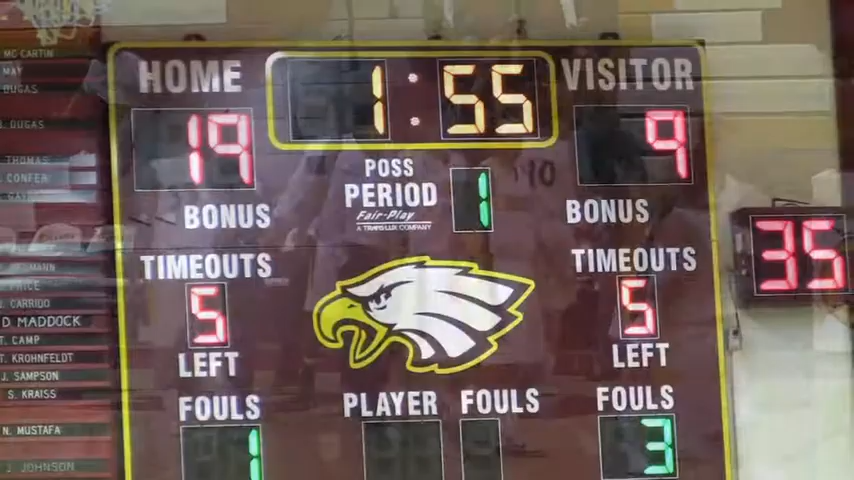 MC CARTIN
MAY
DUGAS
B. DUGAS
THOMAS
CONFER
MANN
PRICE
CARRIGO
D. MADDOCK
T. CAMP
T. KROHNFELDT
J. SAMPSON
S. KRAISS
N. MUSTAFA
J. JOHNSON
HOME 1:55 VISITOR
19 9
POSS
PERIOD 1
Fair-Play
A TRANS-LUX COMPANY
BONUS BONUS
TIMEOUTS TIMEOUTS
5 5
LEFT LEFT
FOULS PLAYER FOULS FOULS
1 3
35